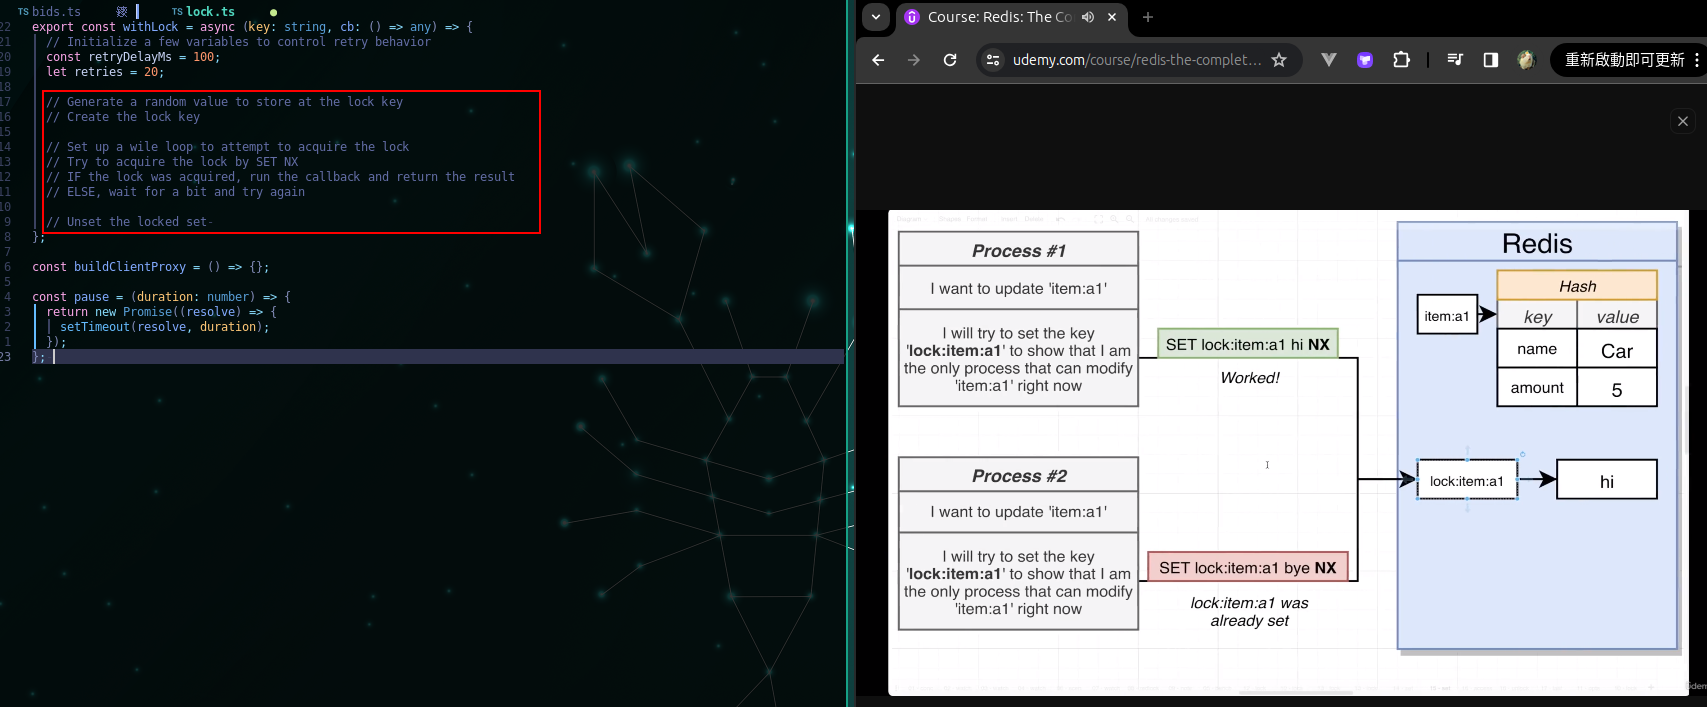 TS bids.ts
TS lock.ts
22 export const withLock = async (key: string, cb: () => any) => {
21 // Initialize a few variables to control retry behavior
20 const retryDelayMs = 100;
19 let retries = 20;
18
17 // Generate a random value to store at the lock key
16 // Create the lock key
15
14 // Set up a wile loop to attempt to acquire the lock
13 // Try to acquire the lock by SET NX
12 // IF the lock was acquired, run the callback and return the result
11 // ELSE, wait for a bit and try again
10
9 // Unset the locked set
8 };
7
6 const buildClientProxy = () => {};
5
4 const pause = (duration: number) => {
3 return new Promise((resolve) => {
2 setTimeout(resolve, duration);
1 });
23 };
Course: Redis: The Co
udemy.com/course/redis-the-complet...
重新啟動即可更新
Process #1
I want to update 'item:a1'
I will try to set the key
'lock:item:a1' to show that I am
the only process that can modify
'item:a1' right now
SET lock:item:a1 hi NX
Worked!
Process #2
I want to update 'item:a1'
I will try to set the key
'lock:item:a1' to show that I am
the only process that can modify
'item:a1' right now
SET lock:item:a1 bye NX
lock:item:a1 was
already set
Redis
item:a1
Hash
key value
name Car
amount 5
lock:item:a1
hi